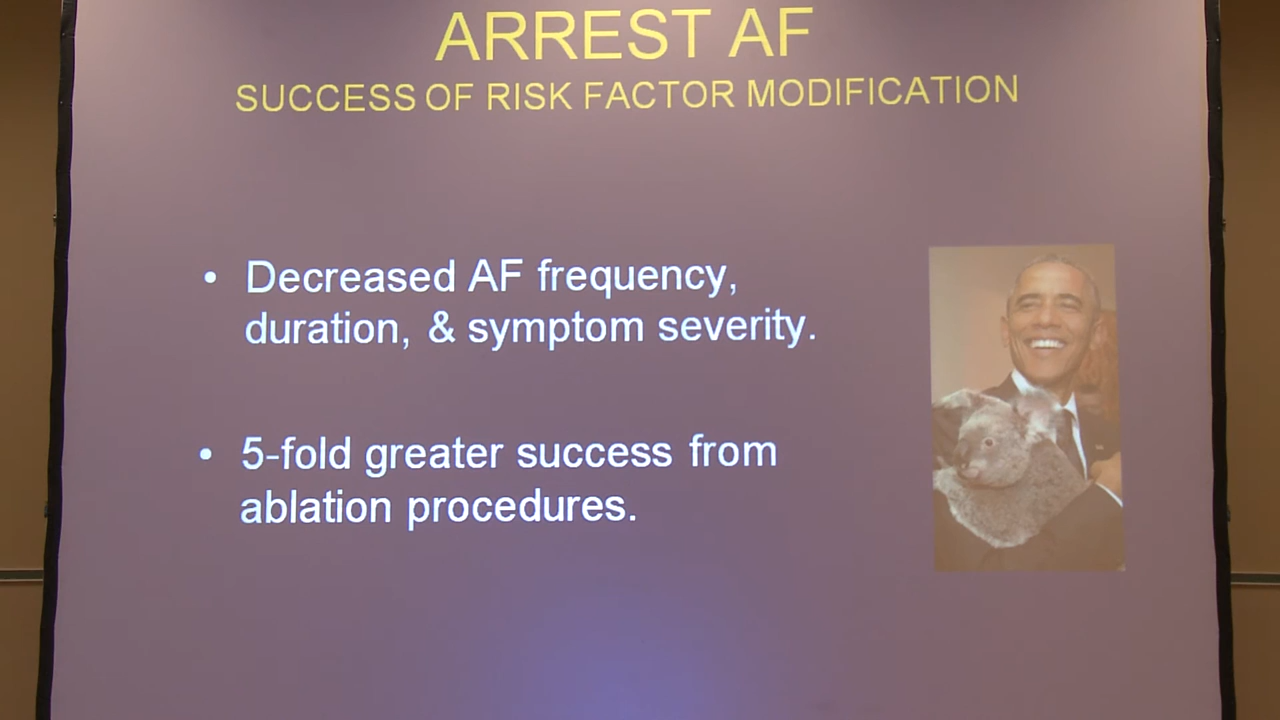 ARREST AF
SUCCESS OF RISK FACTOR MODIFICATION
• Decreased AF frequency,
duration, & symptom severity.
• 5-fold greater success from
ablation procedures.